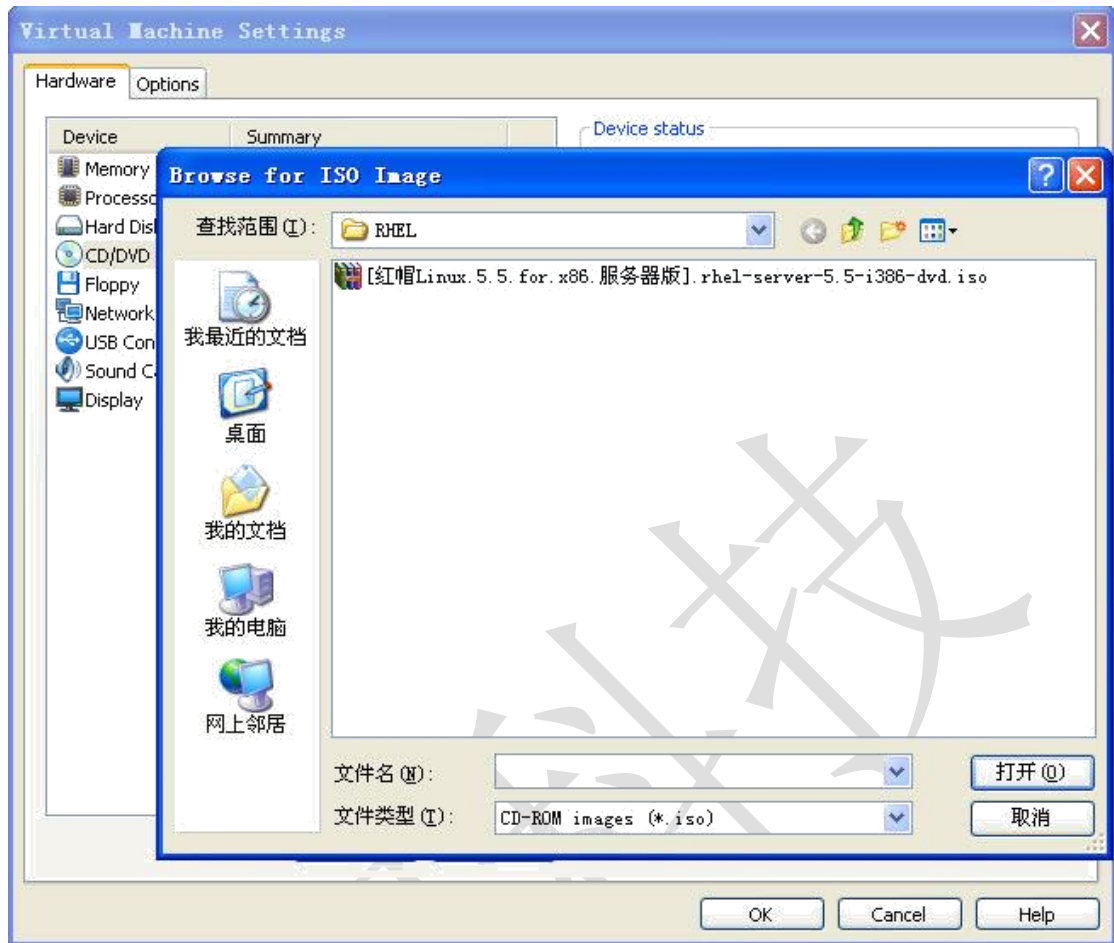 Virtual Machine Settings
Hardware Options
Device Summary
Device status
Memory
Browse for ISO Image
Hard Disk
查找范围(I): RHEL
CD/DVD
[红帽Linux.5.5.for.x86.服务器版].rhel-server-5.5-i386-dvd.iso
Floppy
Network
USB Con
Sound C
Display
我最近的文档
桌面
我的文档
我的电脑
网上邻居
文件名(N): 打开(O)
文件类型(T): CD-ROM images (*.iso) 取消
OK Cancel Help